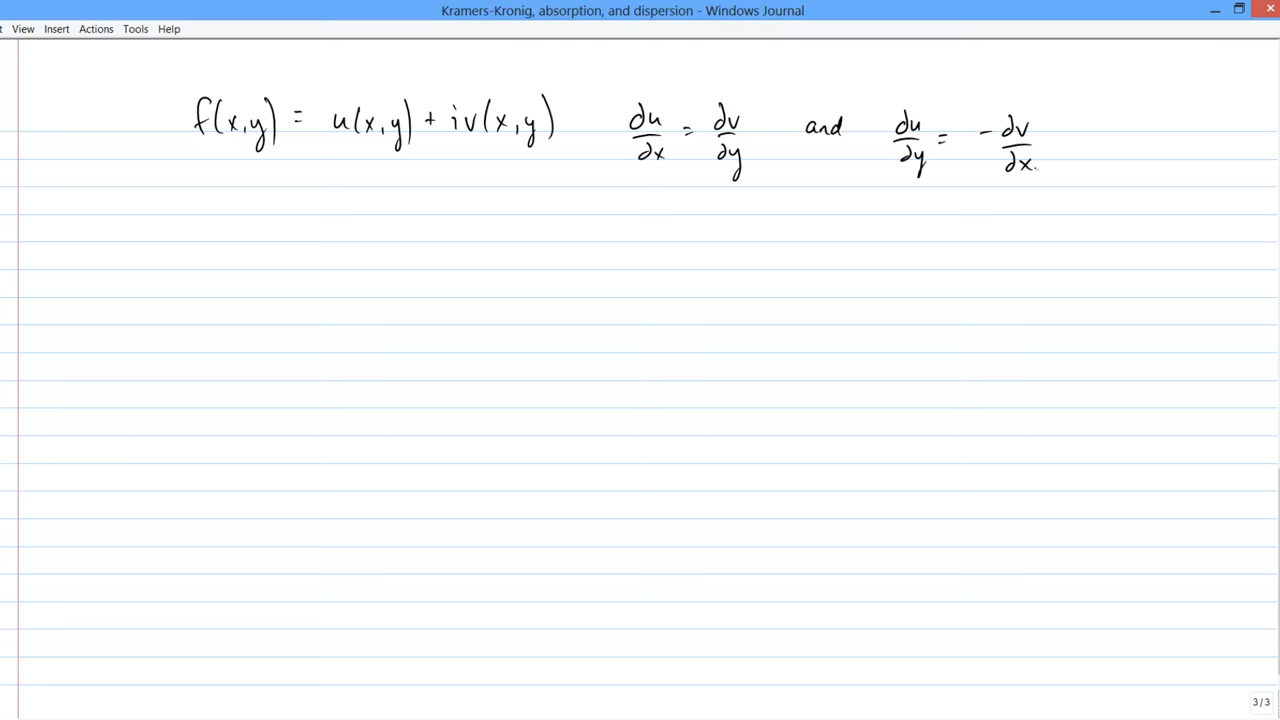 Kramers-Kronig, absorption, and dispersion - Windows Journal
View Insert Actions Tools Help
f(x,y) = u(x,y) + iv(x,y) ∂u/∂x = ∂v/∂y and ∂u/∂y = -∂v/∂x
3/3